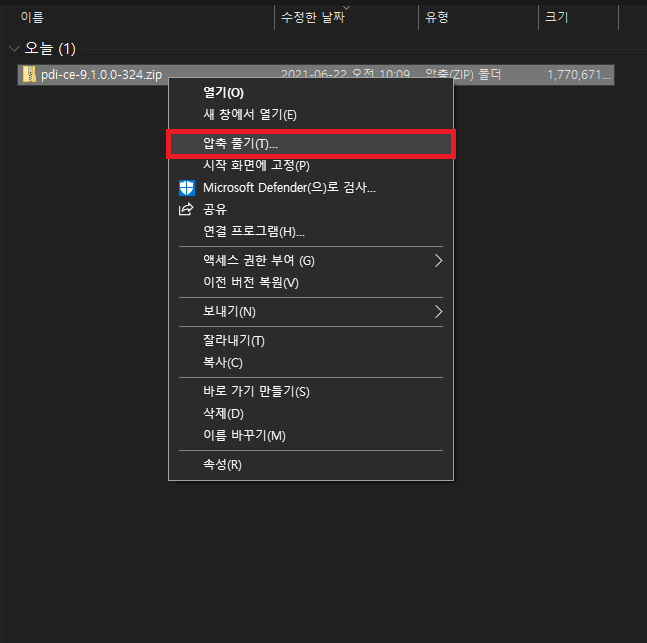 이름 수정한 날짜 유형 크기
오늘 (1)
pdi-ce-9.1.0.0-324.zip 2021-06-22 오전 10:09 압축(ZIP) 폴더 1,770,671...
열기(O)
새 창에서 열기(E)
압축 풀기(T)...
시작 화면에 고정(P)
Microsoft Defender(으)로 검사...
공유
연결 프로그램(H)...
액세스 권한 부여 (G)
이전 버전 복원(V)
보내기(N)
잘라내기(T)
복사(C)
바로 가기 만들기(S)
삭제(D)
이름 바꾸기(M)
속성(R)